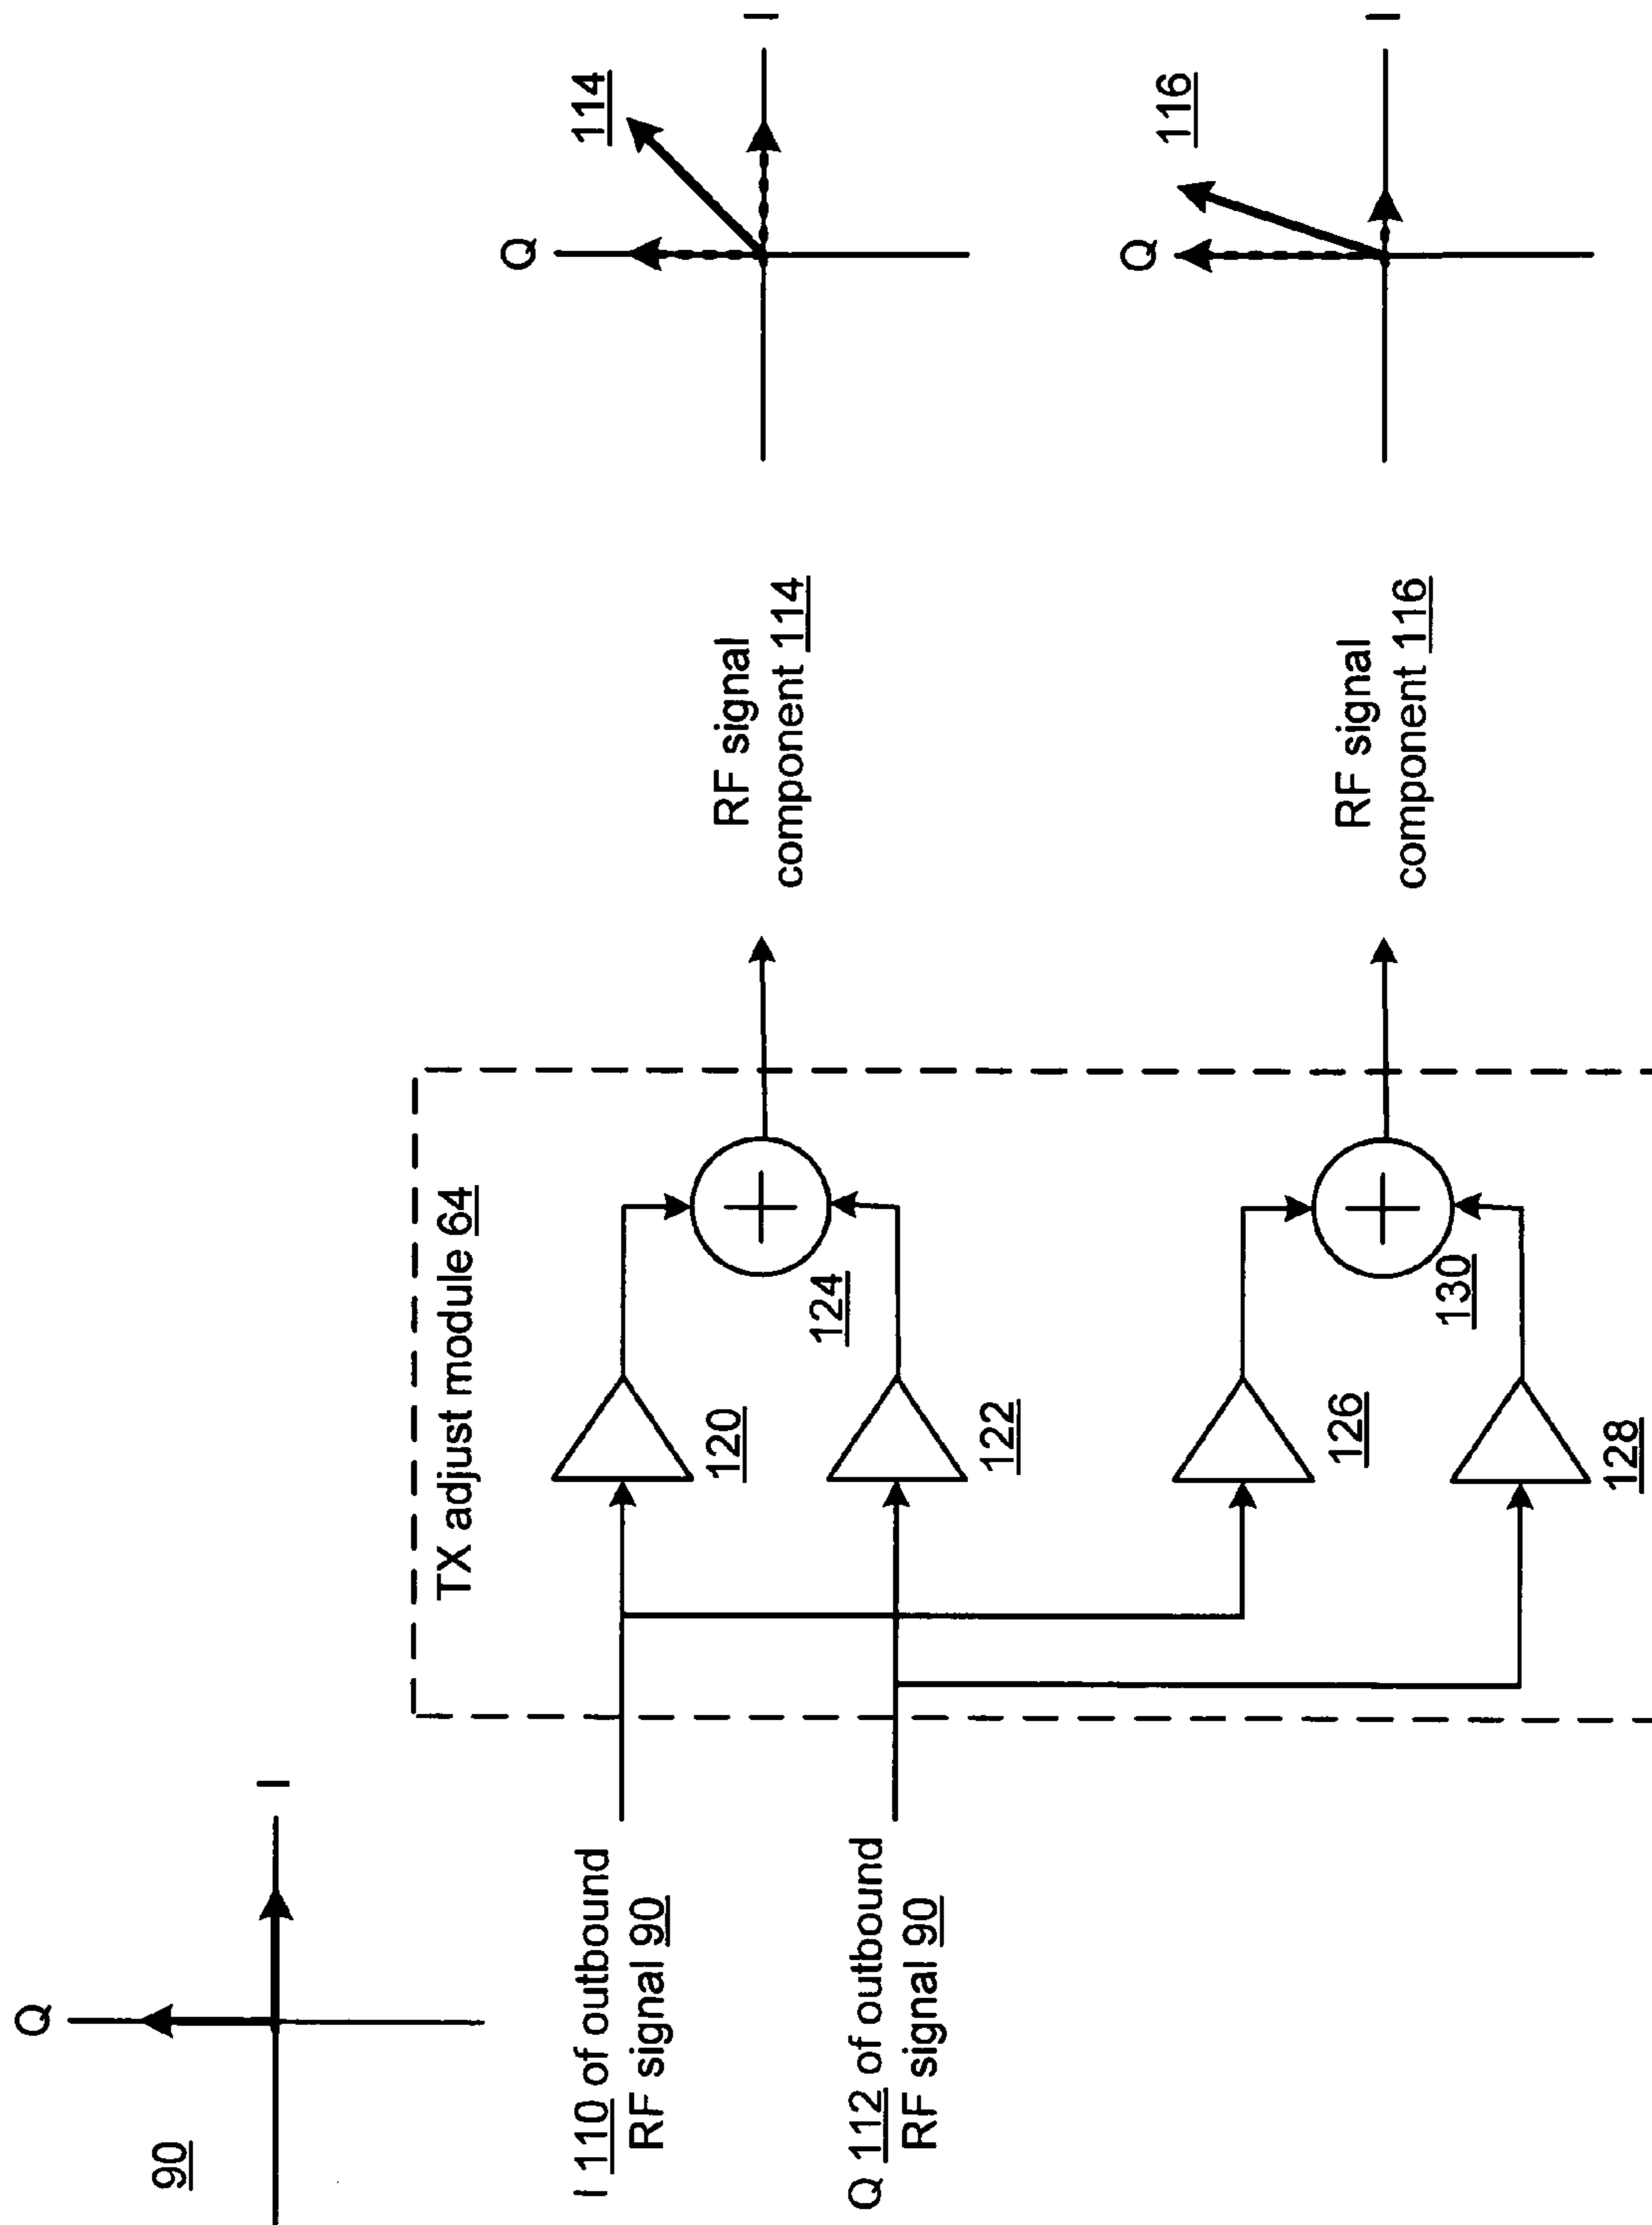 90
Q
I
I 110 of outbound
RF signal 90
Q 112 of outbound
RF signal 90
TX adjust module 64
120
122
124
126
128
130
RF signal
component 114
RF signal
component 116
Q
114
I
Q
116
I